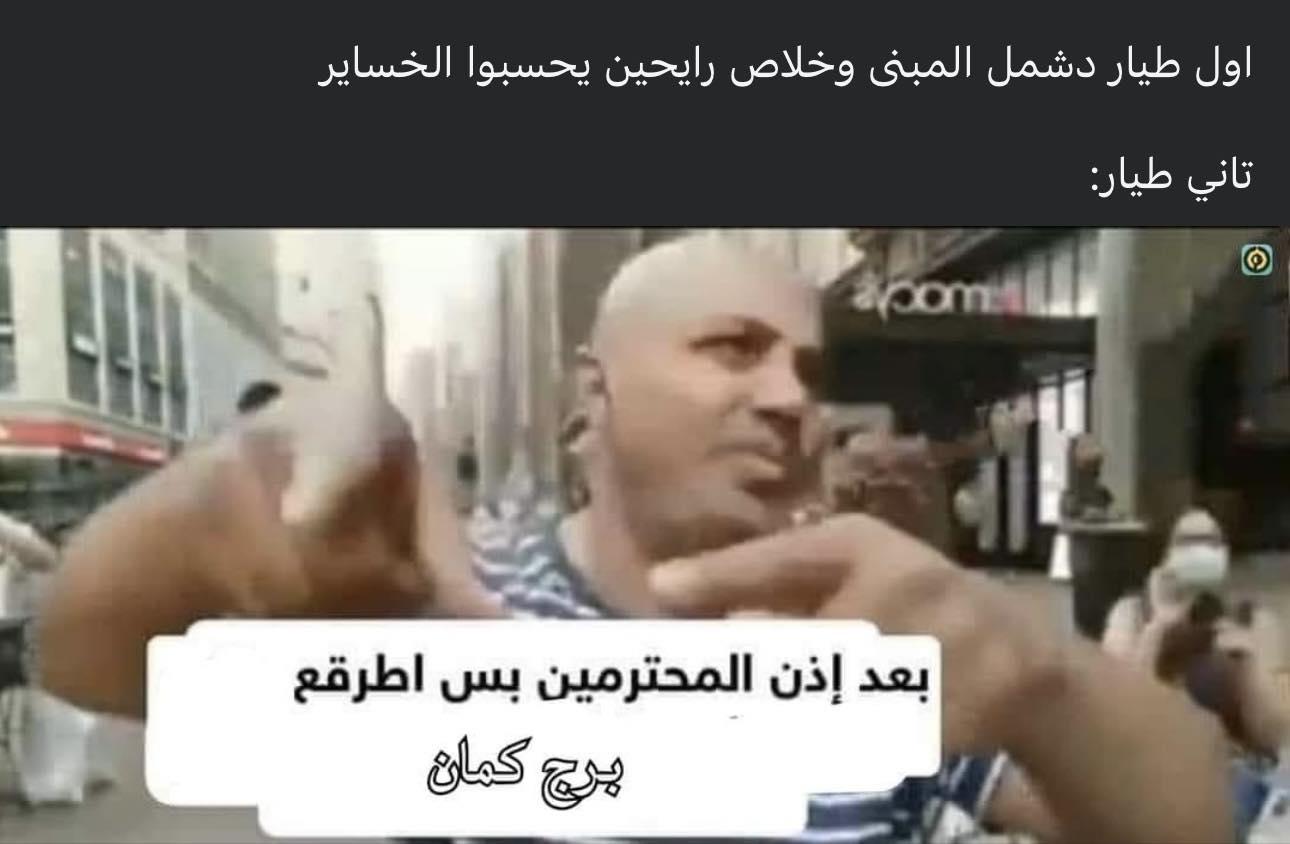 اول طيار دشمل المبنى وخلاص رايحين يحسبوا الخساير
تاني طيار:
بعد إذن المحترمين بس اطرقع
برج كمان